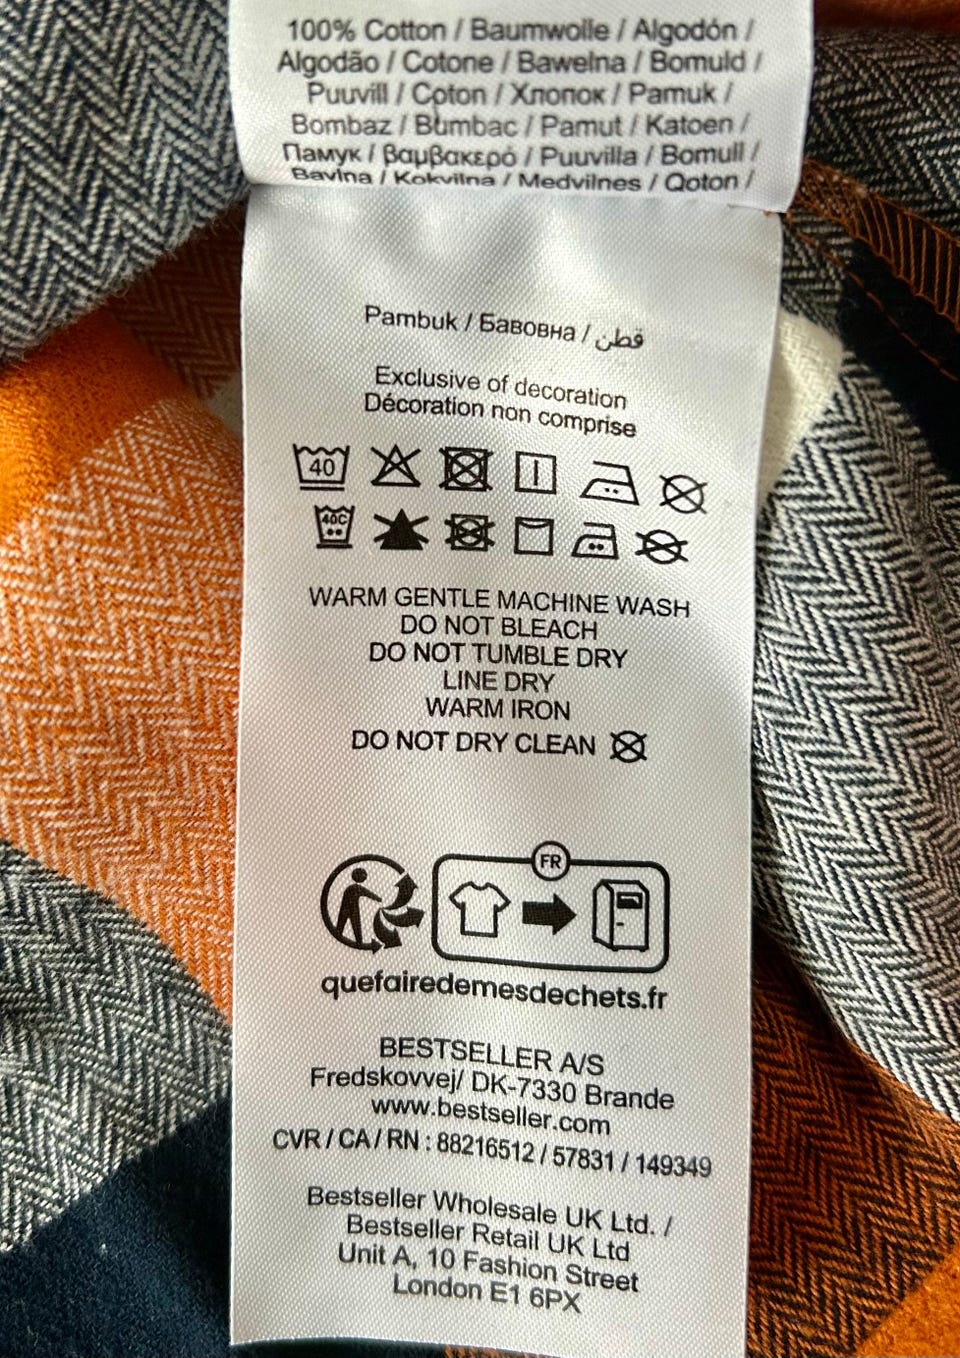 100% Cotton / Baumwolle / Algodón /
Algodão / Cotone / Bawełna / Bomuld /
Puuvill / Coton / Хлопок / Pamuk /
Bombaz / Bumbac / Pamut / Katoen /
Памук / βαμβακερό / Puuvilla / Bomull /
Bavlna / Kokvilna / Medvilnes / Qoton /
Pambuk / Бавовна / قطن
Exclusive of decoration
Décoration non comprise
40
40C
WARM GENTLE MACHINE WASH
DO NOT BLEACH
DO NOT TUMBLE DRY
LINE DRY
WARM IRON
DO NOT DRY CLEAN
FR
quefairedemesdechets.fr
BESTSELLER A/S
Fredskovvej/ DK-7330 Brande
www.bestseller.com
CVR / CA / RN : 88216512 / 57831 / 149349
Bestseller Wholesale UK Ltd. /
Bestseller Retail UK Ltd
Unit A, 10 Fashion Street
London E1 6PX